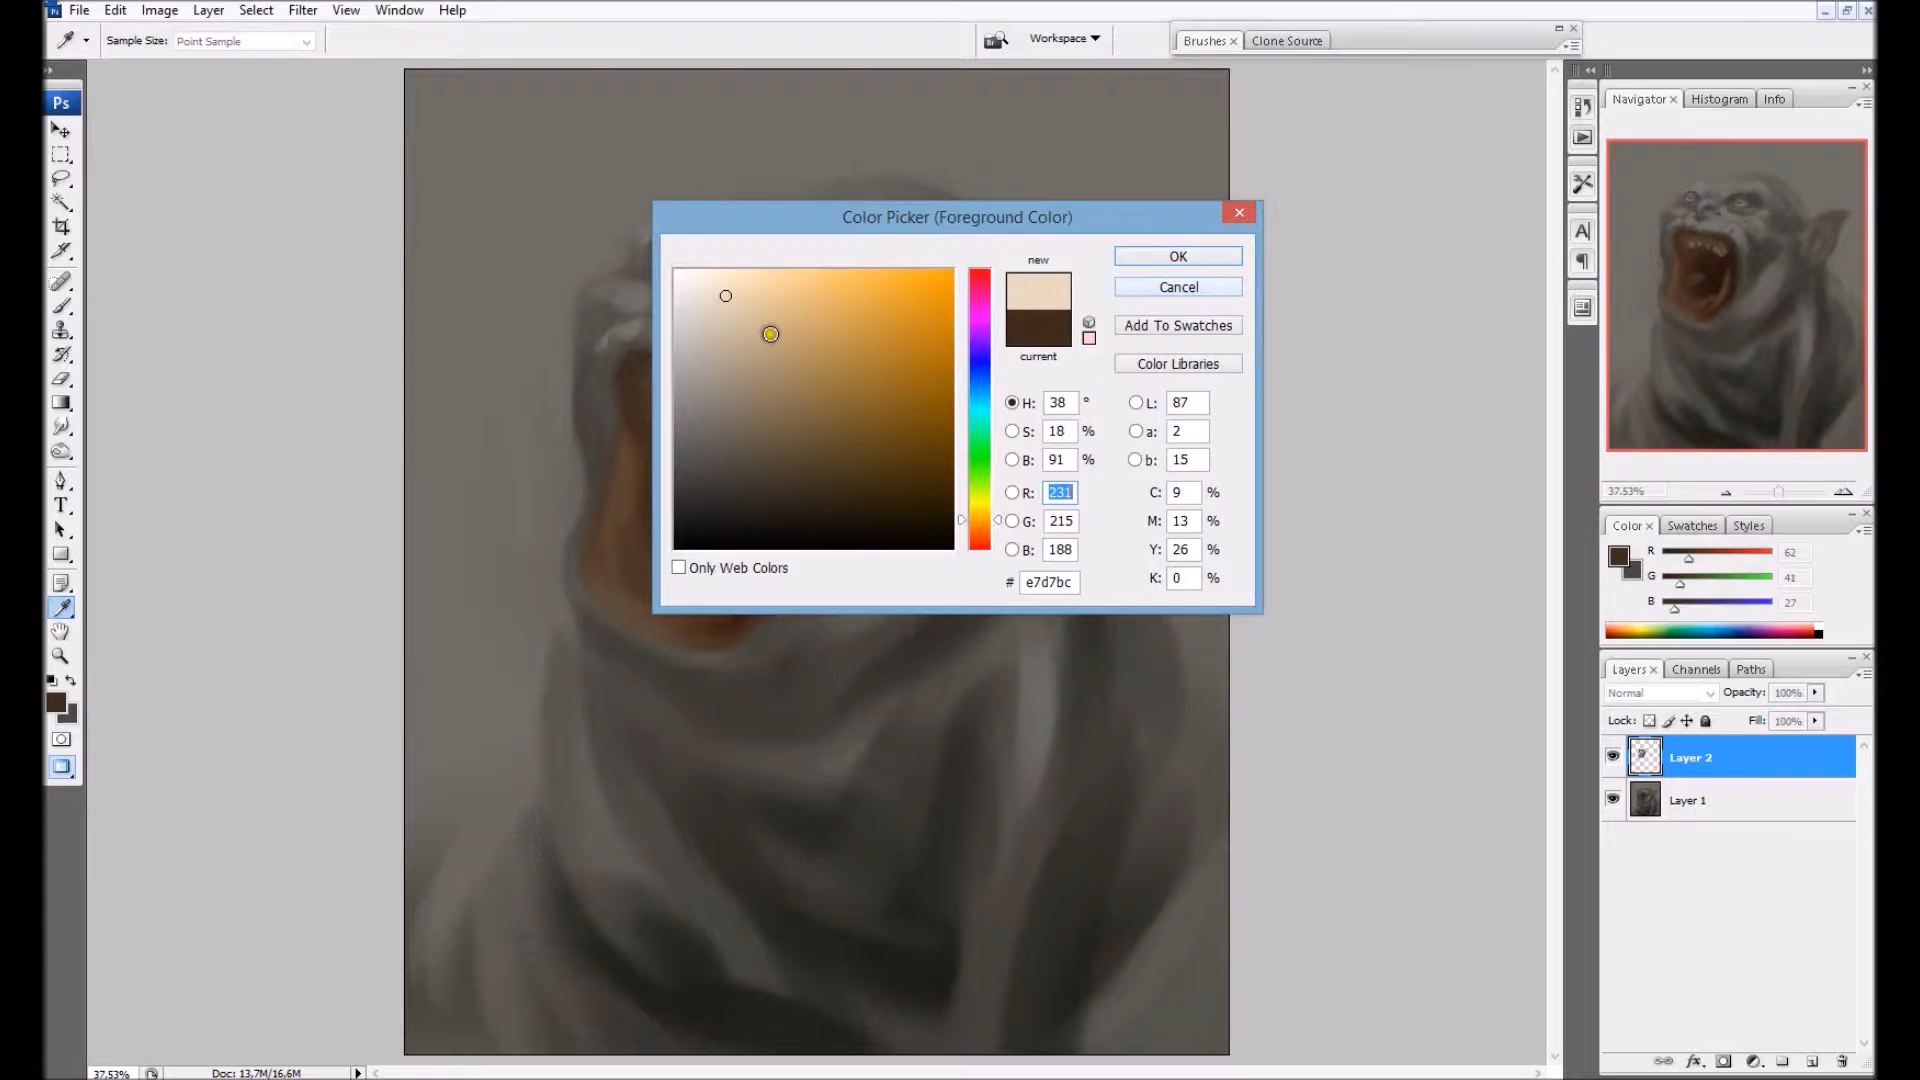 Ps File Edit Image Layer Select Filter View Window Help
Sample Size: Point Sample
Workspace
Brushes Clone Source
Ps
Navigator Histogram Info
37.53%
Color Swatches Styles
R 62
G 41
B 27
Layers Channels Paths
Normal Opacity: 100%
Lock: Fill: 100%
Layer 2
Layer 1
Color Picker (Foreground Color)
new
current
OK
Cancel
Add To Swatches
Color Libraries
H: 38 ° L: 87
S: 18 % a: 2
B: 91 % b: 15
R: 231 C: 9 %
G: 215 M: 13 %
B: 188 Y: 26 %
# e7d7bc K: 0 %
Only Web Colors
T
A
37,53% Doc: 13,7M/16,6M